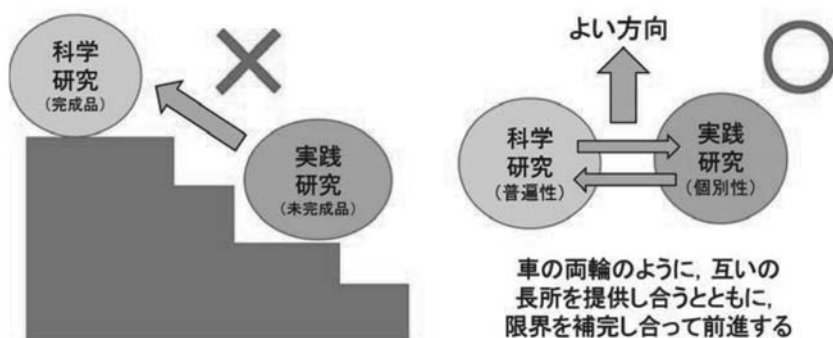 科学
研究
(完成品)
実践
研究
(未完成品)
よい方向
科学
研究
(普遍性)
実践
研究
(個別性)
車の両輪のように，互いの
長所を提供し合うとともに，
限界を補完し合って前進する